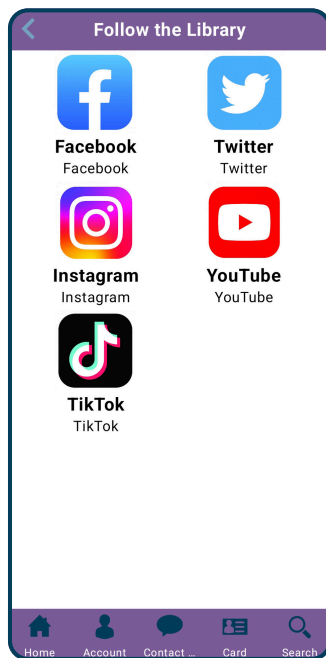 Follow the Library
Facebook Twitter
Facebook Twitter
Instagram YouTube
Instagram YouTube
TikTok
TikTok
Home Account Contact ... Card Search